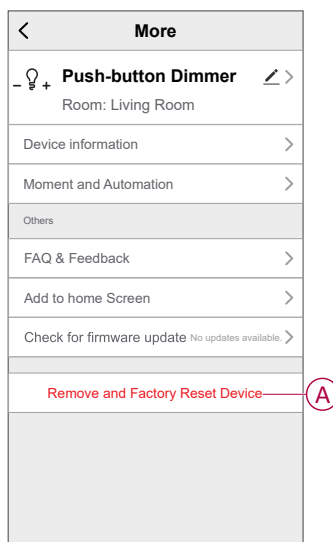 More
Push-button Dimmer
Room: Living Room
Device information
Moment and Automation
Others
FAQ & Feedback
Add to home Screen
Check for firmware update No updates available.
Remove and Factory Reset Device
A